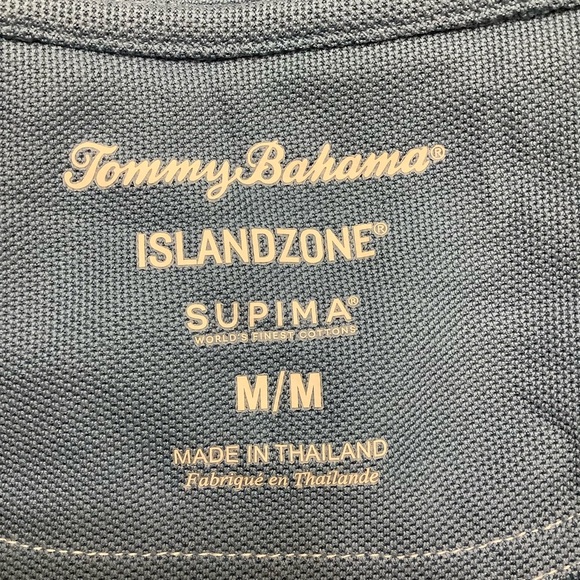 Tommy Bahama®
ISLANDZONE®
SUPIMA®
WORLD'S FINEST COTTONS
M/M
MADE IN THAILAND
Fabriqué en Thaïlande